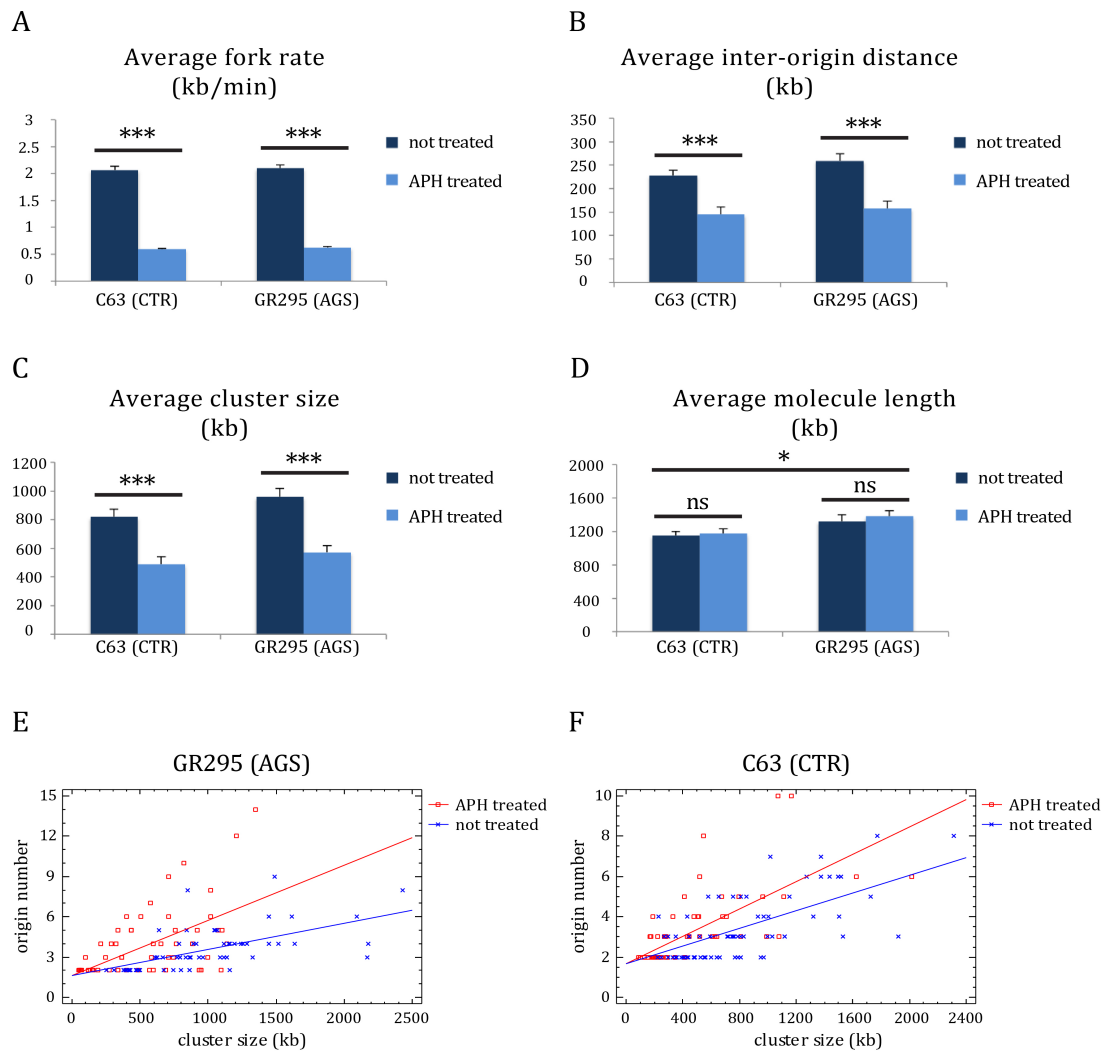 A
Average fork rate
(kb/min)
3
2.5
2
1.5
1
0.5
0
***
***
C63 (CTR)
GR295 (AGS)
not treated
APH treated
B
Average inter-origin distance
(kb)
350
300
250
200
150
100
50
0
***
***
C63 (CTR)
GR295 (AGS)
not treated
APH treated
C
Average cluster size
(kb)
1200
1000
800
600
400
200
0
***
***
C63 (CTR)
GR295 (AGS)
not treated
APH treated
D
Average molecule length
(kb)
2000
1600
1200
800
400
0
*
ns
ns
C63 (CTR)
GR295 (AGS)
not treated
APH treated
E
GR295 (AGS)
origin number
15
12
9
6
3
0
0
500
1000
1500
2000
2500
cluster size (kb)
APH treated
not treated
F
C63 (CTR)
origin number
10
8
6
4
2
0
0
400
800
1200
1600
2000
2400
cluster size (kb)
APH treated
not treated